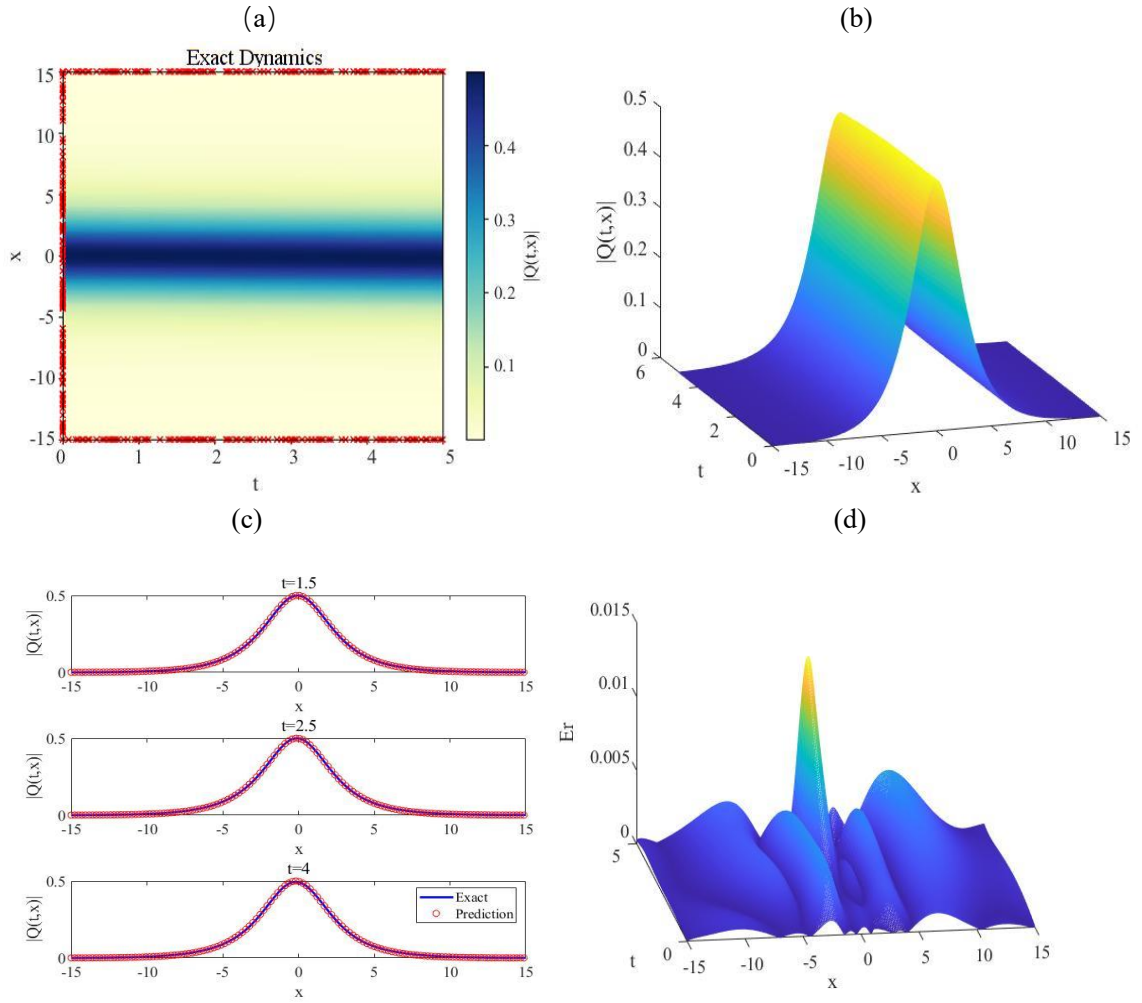 (a)
Exact Dynamics
15
10
5
0
-5
-10
-15
x
0 1 2 3 4 5
t
0.4
0.3
0.2
0.1
|Q(t,x)|
(b)
0.5
0.4
0.3
0.2
0.1
0
|Q(t,x)|
6
4
2
0
t
-15 -10 -5 0 5 10 15
x
(c)
t=1.5
0.5
0
|Q(t,x)|
-15 -10 -5 0 5 10 15
x
t=2.5
0.5
0
|Q(t,x)|
-15 -10 -5 0 5 10 15
x
t=4
0.5
0
|Q(t,x)|
Exact
Prediction
-15 -10 -5 0 5 10 15
x
(d)
0.015
0.01
0.005
0
Er
5
0
t
-15 -10 -5 0 5 10 15
x